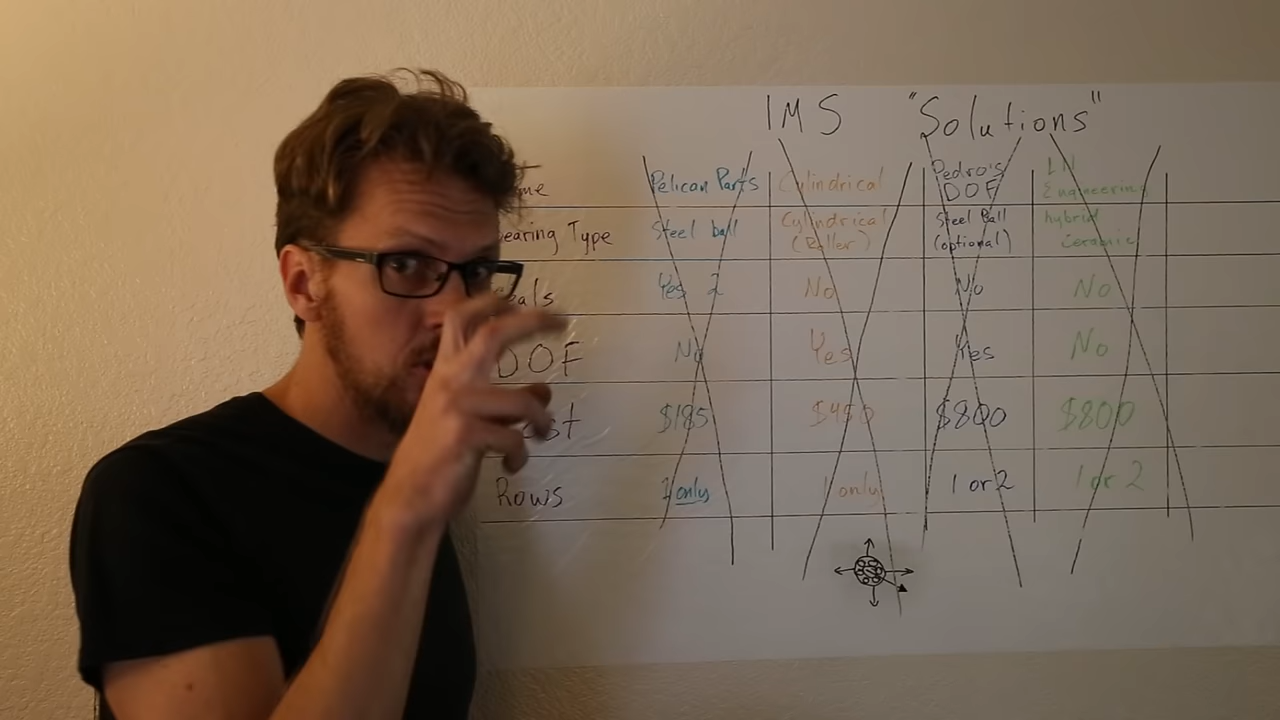 IMS "Solutions"
Pelican Parts Cylindrical Pedro's DOF LN Engineering
Bearing Type Steel ball Cylindrical (Roller) Steel Ball (optional) hybrid ceramic
Seals Yes 2 No No No
DOF No Yes Yes No
Cost $185 $450 $800 $800
Rows 1 only 1 only 1 or 2 1 or 2